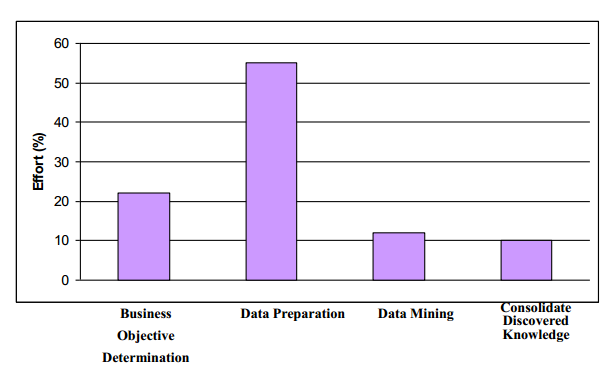 60
50
40
30
20
10
0
Effort (%)
Business
Objective
Determination
Data Preparation
Data Mining
Consolidate
Discovered
Knowledge